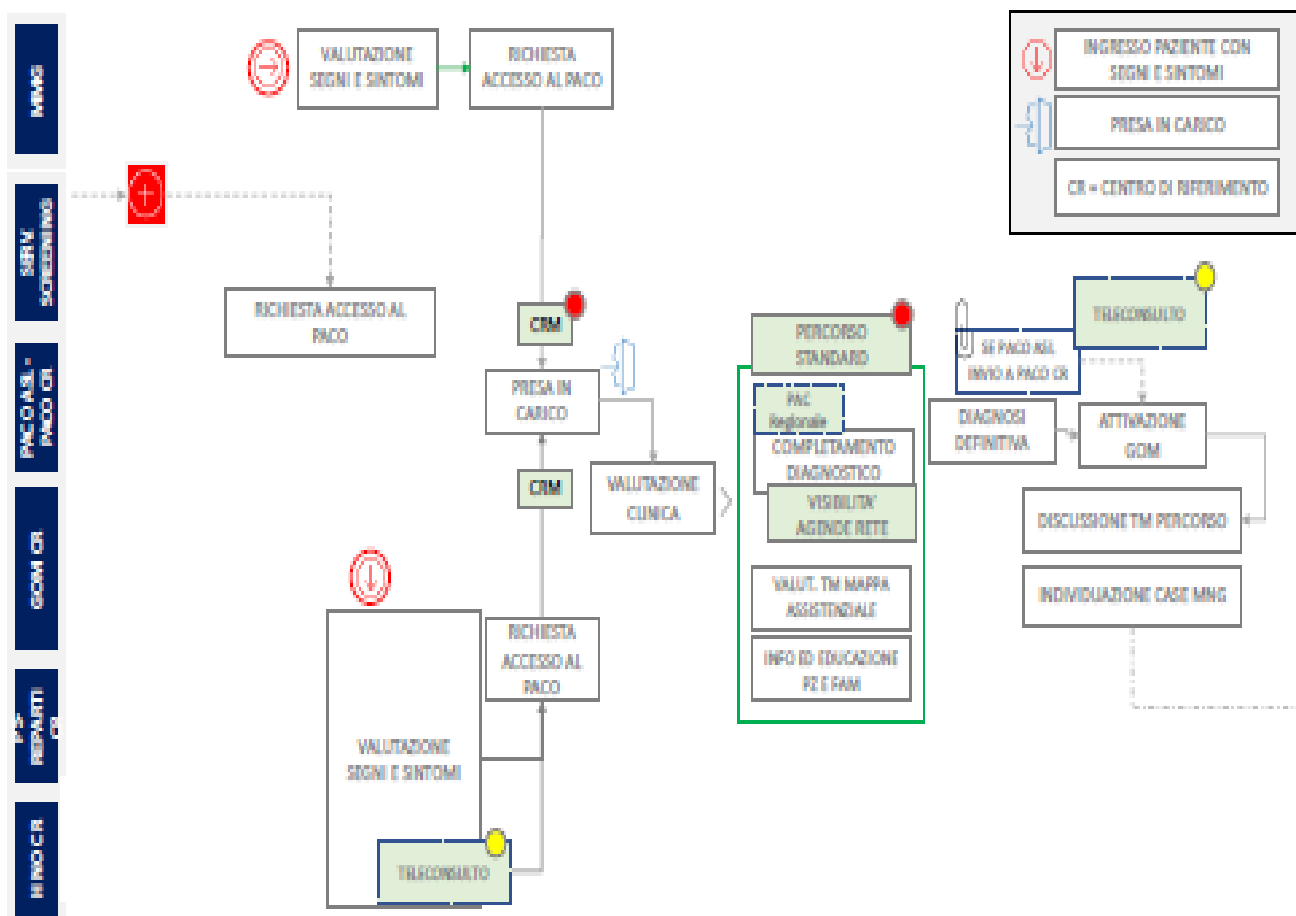 MMG
SERV.
SCREENING
PACO ASL -
PACO CR
GOM CR
PS-
REPARTI
CR
H NO CR
VALUTAZIONE
SEGNI E SINTOMI
RICHIESTA
ACCESSO AL PACO
INGRESSO PAZIENTE CON
SEGNI E SINTOMI
PRESA IN CARICO
CR = CENTRO DI RIFERIMENTO
RICHIESTA ACCESSO AL
PACO
CRM
PRESA IN
CARICO
CRM
VALUTAZIONE
CLINICA
PERCORSO
STANDARD
PAC
Regionale
COMPLETAMENTO
DIAGNOSTICO
VISIBILITA'
AGENDE RETE
VALUT. TM MAPPA
ASSISTENZIALE
INFO ED EDUCAZIONE
PZ E FAM
TELECONSULTO
SE PACO ASL
INVIO A PACO CR
DIAGNOSI
DEFINITIVA
ATTIVAZIONE
GOM
DISCUSSIONE TM PERCORSO
INDIVIDUAZIONE CASE MNG
RICHIESTA
ACCESSO AL
PACO
VALUTAZIONE
SEGNI E SINTOMI
TELECONSULTO